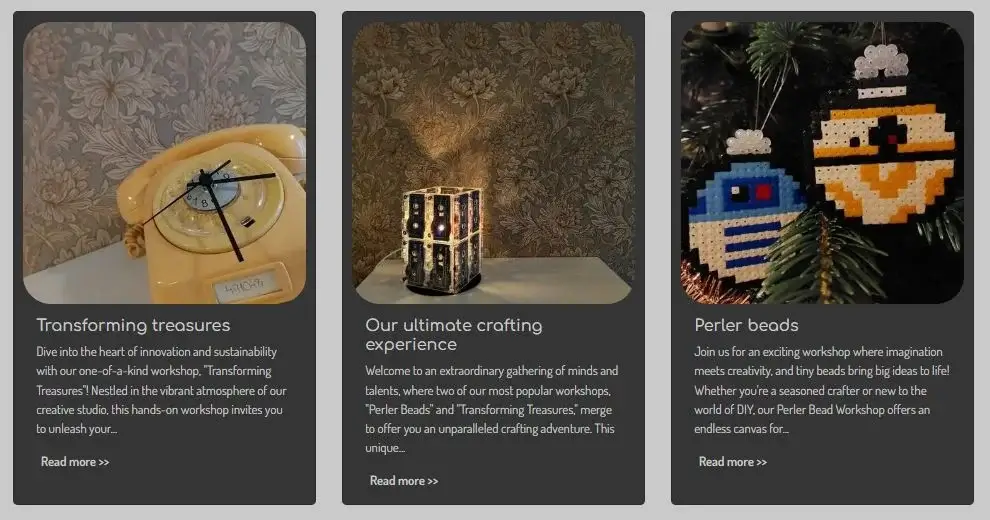 Transforming treasures
Dive into the heart of innovation and sustainability
with our one-of-a-kind workshop, "Transforming
Treasures"! Nestled in the vibrant atmosphere of our
creative studio, this hands-on workshop invites you
to unleash your...
Read more >>
Our ultimate crafting
experience
Welcome to an extraordinary gathering of minds and
talents, where two of our most popular workshops,
"Perler Beads" and "Transforming Treasures," merge
to offer you an unparalleled crafting adventure. This
unique...
Read more >>
Perler beads
Join us for an exciting workshop where imagination
meets creativity, and tiny beads bring big ideas to life!
Whether you're a seasoned crafter or new to the
world of DIY, our Perler Bead Workshop offers an
endless canvas for...
Read more >>